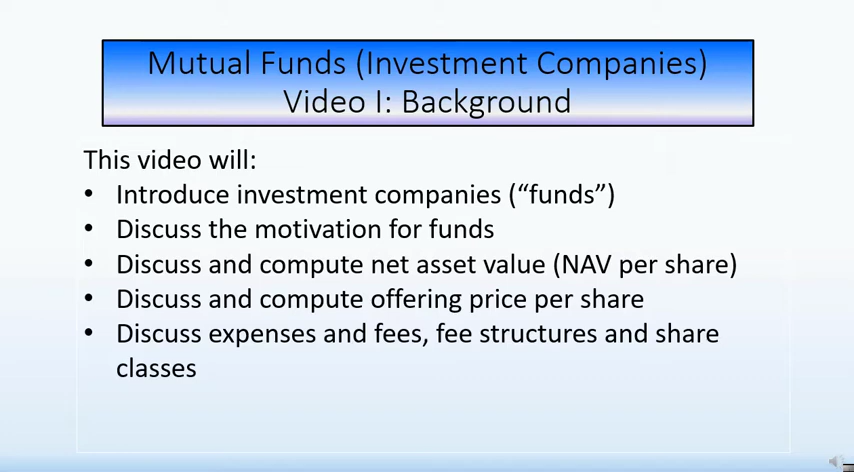 Mutual Funds (Investment Companies)
Video I: Background
This video will:
• Introduce investment companies (“funds”)
• Discuss the motivation for funds
• Discuss and compute net asset value (NAV per share)
• Discuss and compute offering price per share
• Discuss expenses and fees, fee structures and share
classes